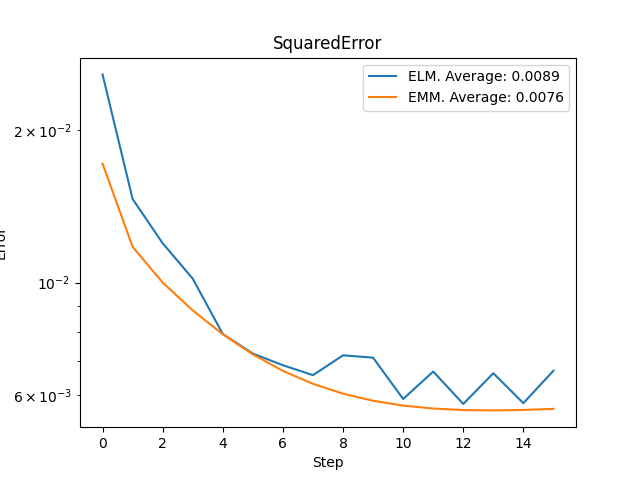 SquaredError
ELM. Average: 0.0089
EMM. Average: 0.0076
2 × 10⁻²
10⁻²
6 × 10⁻³
Error
0 2 4 6 8 10 12 14
Step